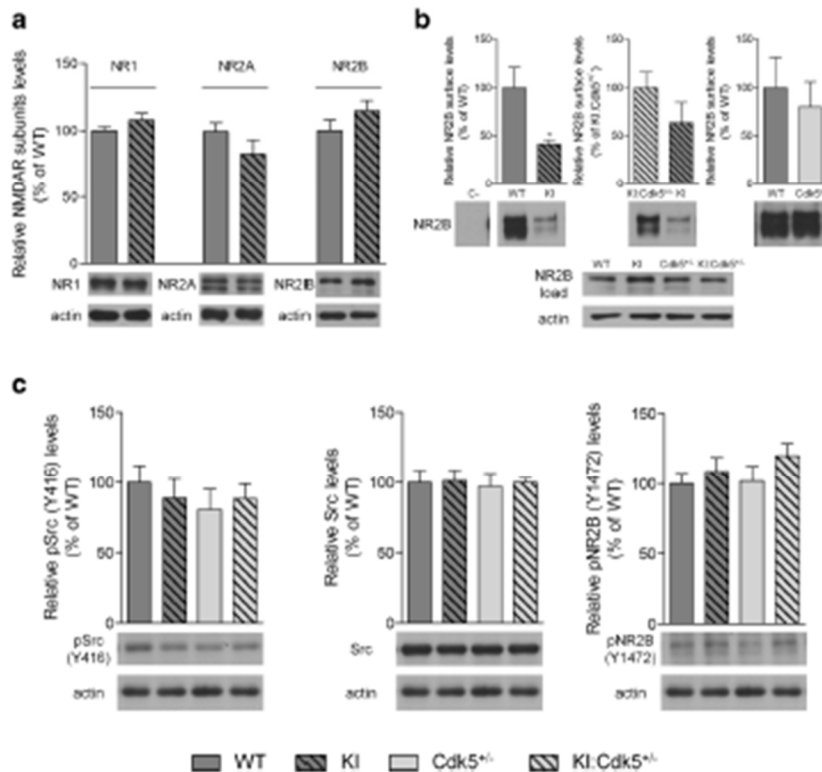 a
Relative NMDAR subunits levels
(% of WT)
150
100
50
0
NR1
NR2A
NR2B
NR1
NR2A
NR2B
actin
actin
actin
b
Relative NR2B surface levels
(% of WT)
150
100
50
0
WT
KI
Relative NR2B surface levels
150
100
50
0
KI:Cdk5+/-
KI
Relative NR2B surface levels
(% of WT)
150
100
50
0
WT
C-
NR2B
WT
KI
Cdk5+/-
KI:Cdk5+/-
NR2B
load
actin
c
Relative pSrc (Y416) levels
(% of WT)
150
100
50
0
pSrc
(Y416)
actin
Relative Src levels
(% of WT)
150
100
50
0
Src
actin
Relative pNR2B (Y1472) levels
(% of WT)
150
100
50
0
pNR2B
(Y1472)
actin
WT
KI
Cdk5+/-
KI:Cdk5+/-